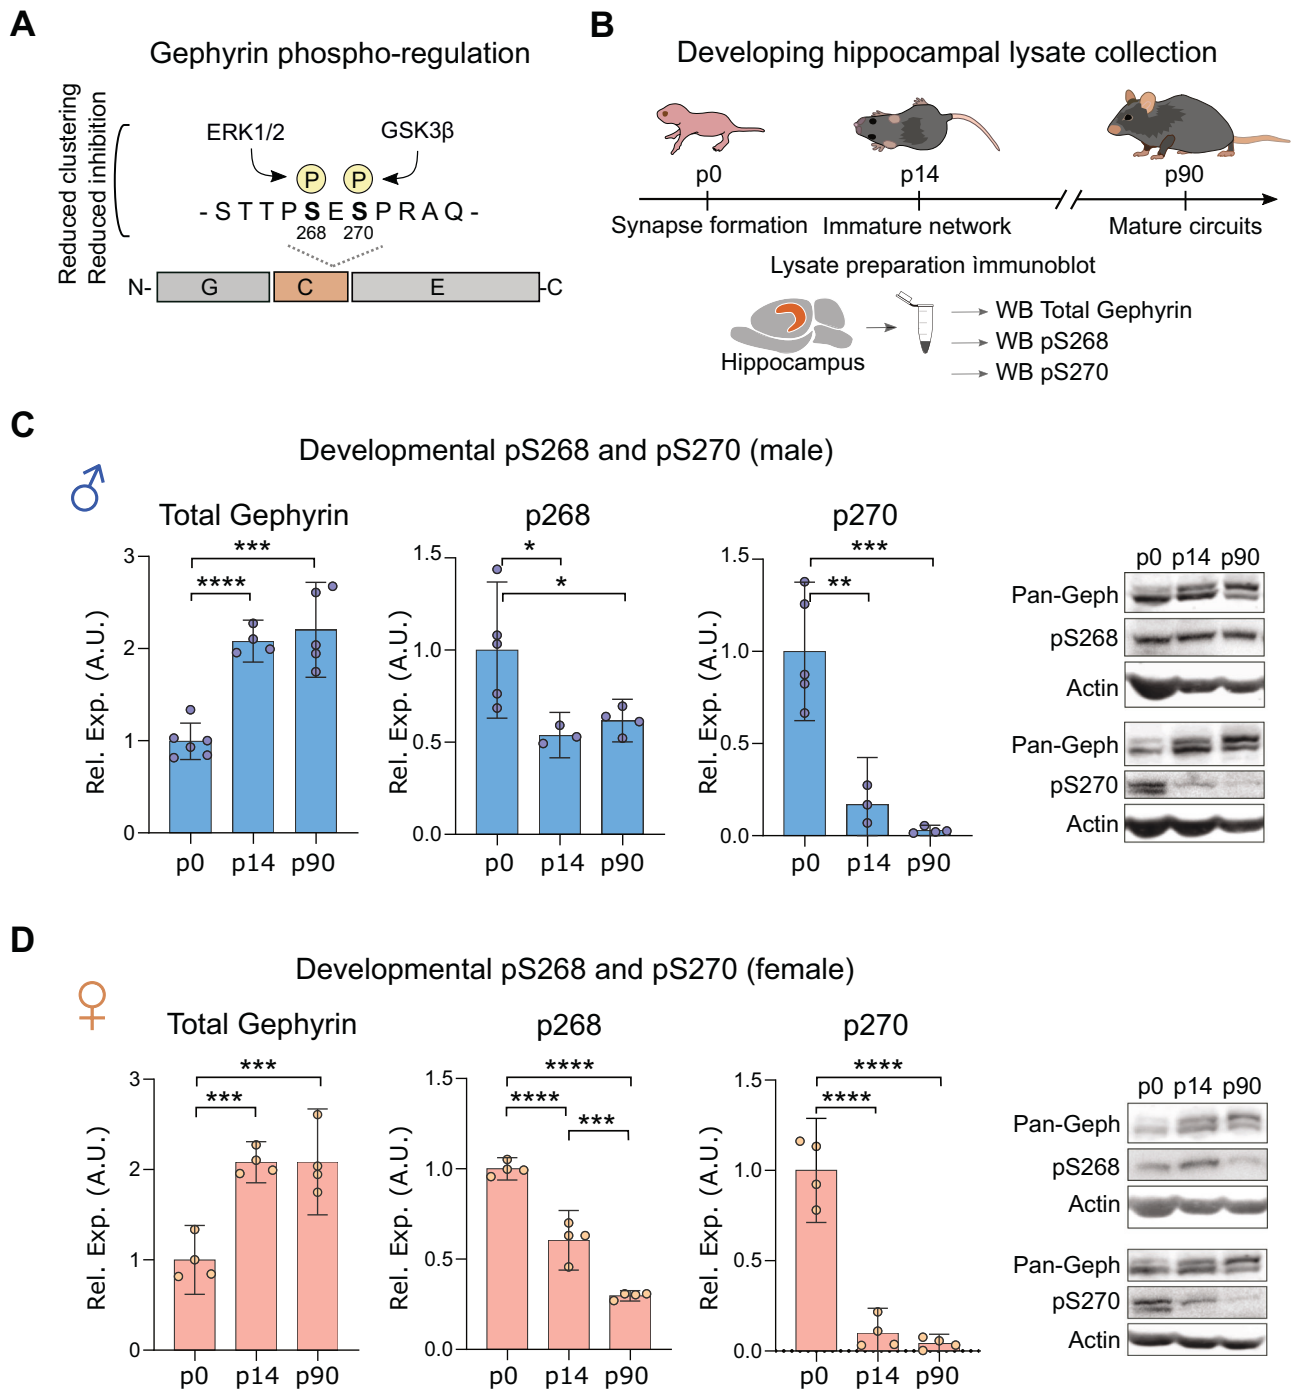 A
Gephyrin phospho-regulation
Reduced clustering
Reduced inhibition
ERK1/2
GSK3β
P
P
- S T T P S E S P R A Q -
268
270
N-
G
C
E
-C
B
Developing hippocampal lysate collection
p0
p14
p90
Synapse formation
Immature network
Mature circuits
Lysate preparation immunoblot
Hippocampus
WB Total Gephyrin
WB pS268
WB pS270
C
Developmental pS268 and pS270 (male)
♂
Total Gephyrin
Rel. Exp. (A.U.)
3
2
1
0
***
****
p0
p14
p90
p268
Rel. Exp. (A.U.)
1.5
1.0
0.5
0.0
*
*
p0
p14
p90
p270
Rel. Exp. (A.U.)
1.5
1.0
0.5
0.0
***
**
p0
p14
p90
p0 p14 p90
Pan-Geph
pS268
Actin
Pan-Geph
pS270
Actin
D
Developmental pS268 and pS270 (female)
♀
Total Gephyrin
Rel. Exp. (A.U.)
3
2
1
0
***
***
p0
p14
p90
p268
Rel. Exp. (A.U.)
1.5
1.0
0.5
0.0
****
****
***
p0
p14
p90
p270
Rel. Exp. (A.U.)
1.5
1.0
0.5
0.0
****
****
p0
p14
p90
p0 p14 p90
Pan-Geph
pS268
Actin
Pan-Geph
pS270
Actin